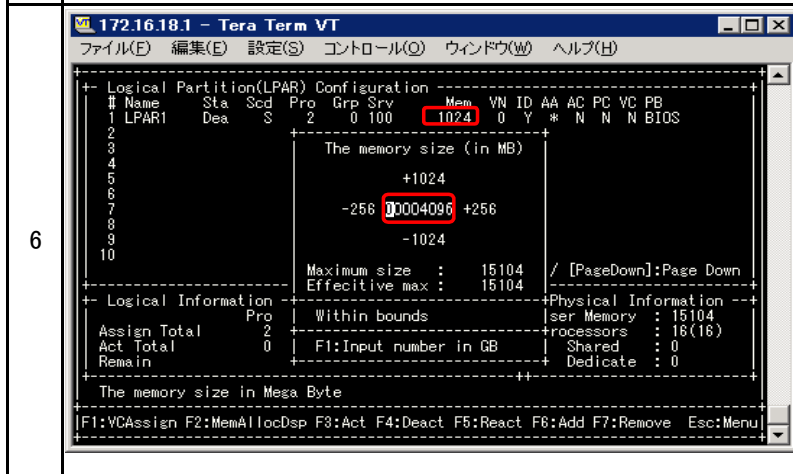 6
172.16.18.1 - Tera Term VT
ファイル(F) 編集(E) 設定(S) コントロール(O) ウィンドウ(W) ヘルプ(H)
+- Logical Partition(LPAR) Configuration -+
# Name Sta Scd Pro Grp Srv Mem VN ID AA AC PC VC PB
1 LPAR1 Dea S 2 0 100 1024 0 Y * N N N BIOS
2
3 The memory size (in MB)
4
5 +1024
6
7 -256 00004096 +256
8
9 -1024
10
Maximum size : 15104 / [PageDown]:Page Down
Effecitive max : 15104
+- Logical Information -+ +Physical Information --+
Pro Within bounds ser Memory : 15104
Assign Total 2 rocessors : 16(16)
Act Total 0 F1:Input number in GB Shared : 0
Remain Dedicate : 0
The memory size in Mega Byte
F1:VCAssign F2:MemAllocDsp F3:Act F4:Deact F5:React F6:Add F7:Remove Esc:Menu